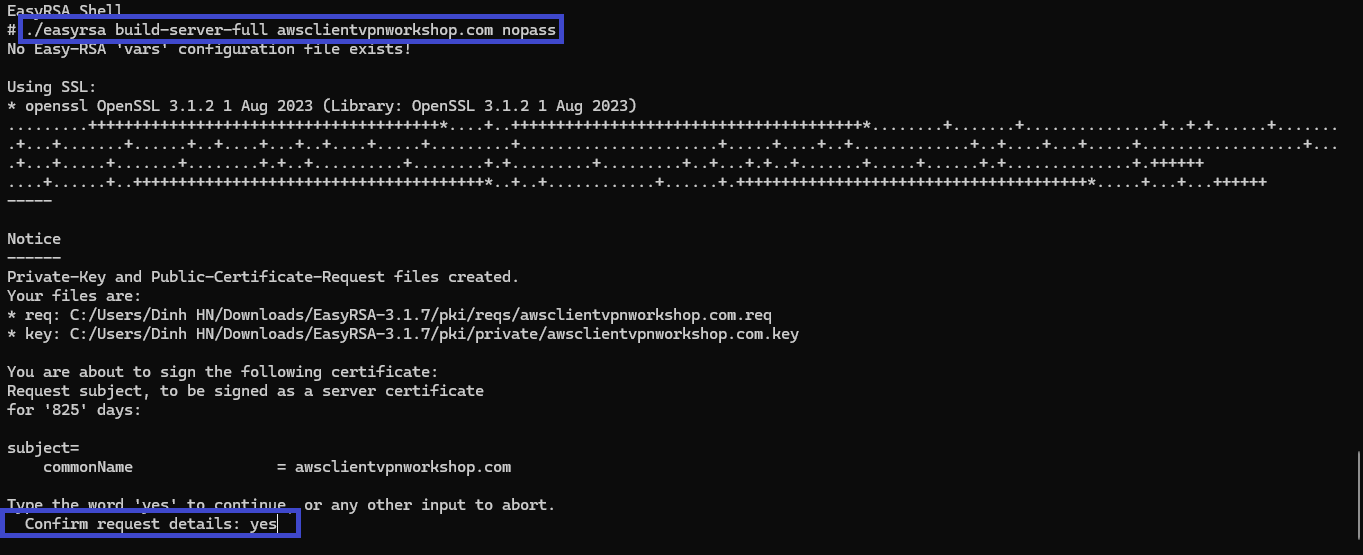 EasyRSA Shell
# ./easyrsa build-server-full awsclientvpnworkshop.com nopass
No Easy-RSA 'vars' configuration file exists!
Using SSL:
* openssl OpenSSL 3.1.2 1 Aug 2023 (Library: OpenSSL 3.1.2 1 Aug 2023)
.........+++++++++++++++++++++++++++++++++++++++*....+..+++++++++++++++++++++++++++++++++++++++*........+.......+...............+..+.+......+.......
.+...+.......+......+..+....+...+..+....+.....+.........+......................+.....+....+..+.............+..+....+...+.....+..................+...
.+...+.....+.......+........+.+..+..........+........+.+.........+.........+..+...+.+..+.......+.....+......+.+..............+.++++++
....+......+..+++++++++++++++++++++++++++++++++++++++*..+..+............+......+.+++++++++++++++++++++++++++++++++++++++*.....+...+...++++++
-----
Notice
------
Private-Key and Public-Certificate-Request files created.
Your files are:
* req: C:/Users/Dinh HN/Downloads/EasyRSA-3.1.7/pki/reqs/awsclientvpnworkshop.com.req
* key: C:/Users/Dinh HN/Downloads/EasyRSA-3.1.7/pki/private/awsclientvpnworkshop.com.key
You are about to sign the following certificate:
Request subject, to be signed as a server certificate
for '825' days:
subject=
commonName = awsclientvpnworkshop.com
Type the word 'yes' to continue, or any other input to abort.
Confirm request details: yes